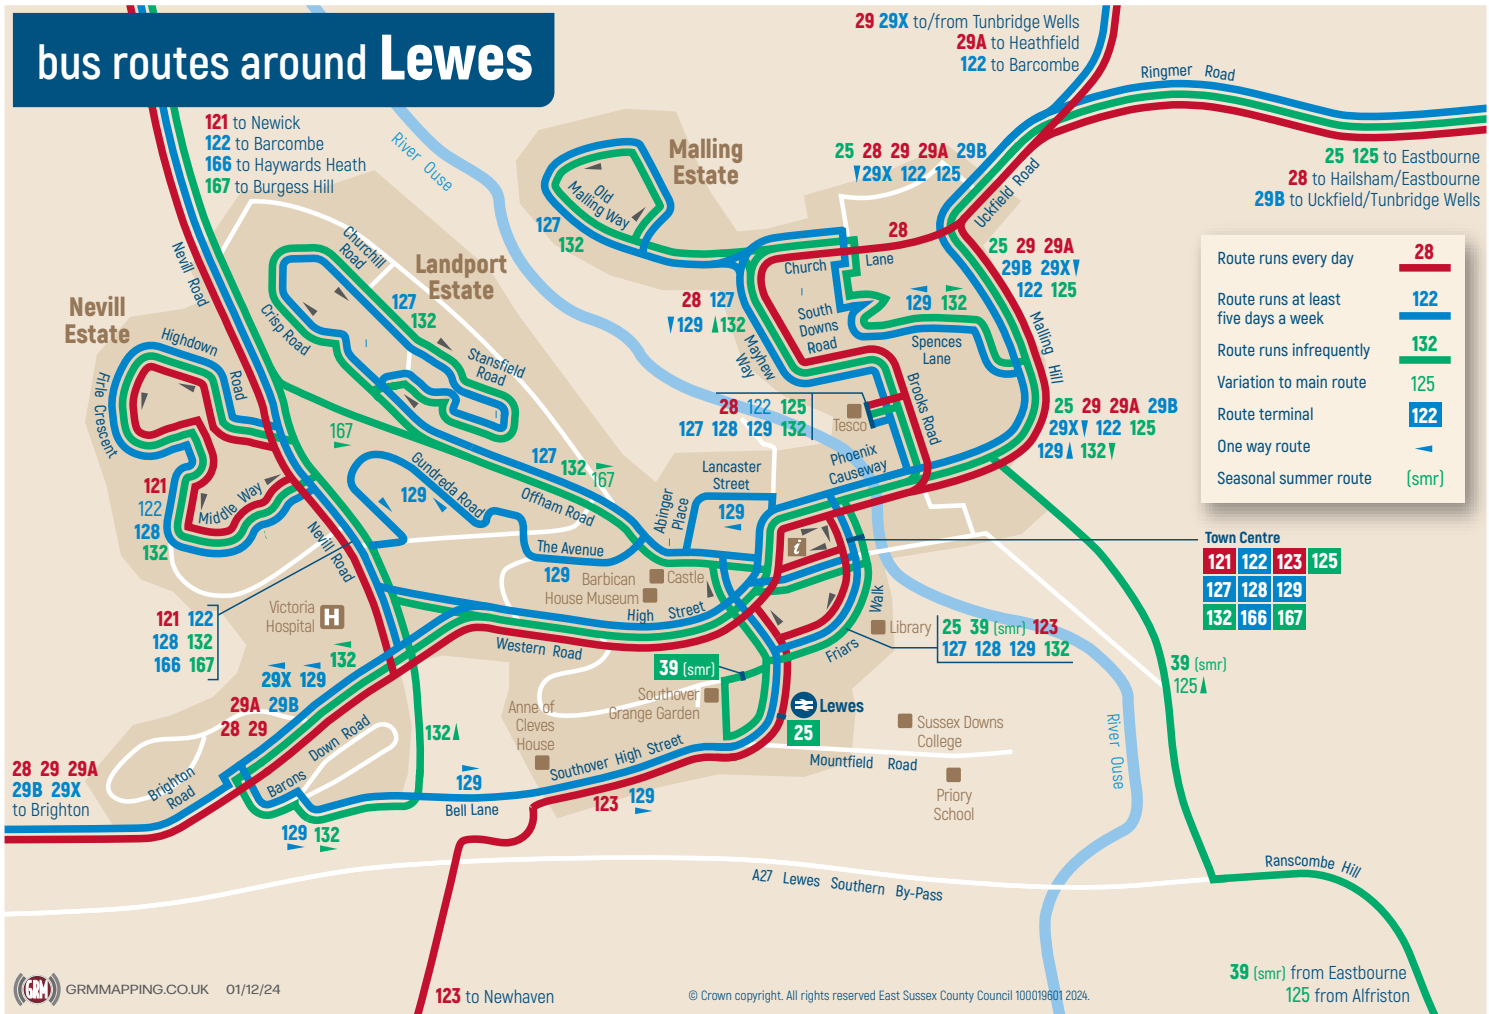 bus routes around Lewes
29 29X to/from Tunbridge Wells
29A to Heathfield
122 to Barcombe
Ringmer Road
121 to Newick
122 to Barcombe
166 to Haywards Heath
167 to Burgess Hill
River Ouse
Malling
Estate
25 28 29 29A 29B
29X 122 125
25 125 to Eastbourne
28 to Hailsham/Eastbourne
29B to Uckfield/Tunbridge Wells
Uckfield Road
Old
Malling Way
127
132
28
Church Lane
25 29 29A
29B 29X
122 125
Route runs every day
28
Route runs at least
five days a week
122
Route runs infrequently
132
Variation to main route
125
Route terminal
122
One way route
Seasonal summer route
(smr)
Nevill Road
Churchill
Road
Landport
Estate
127
132
Crisp Road
Stansfield
Road
Nevill
Estate
Highdown
Road
Firle Crescent
28 127
129 132
129 132
South
Downs
Road
Spences
Lane
Mayhew
Way
Malling Hill
Brooks Road
28 122 125
127 128 129 132
Tesco
25 29 29A 29B
29X 122 125
129 132
167
Phoenix
Causeway
127
132
167
Lancaster
Street
Gundreda Road
129
Offham Road
Abinger
Place
129
121
122
128
132
Middle Way
Nevill Road
The Avenue
129
Barbican
House Museum
Castle
i
Town Centre
121 122 123 125
127 128 129
132 166 167
Victoria
Hospital
H
High Street
Walk
Friars
Library
25 39 (smr) 123
127 128 129 132
121 122
128 132
166 167
132
Western Road
39 (smr)
39 (smr)
125
29X 129
29A 29B
28 29
Southover
Grange Garden
Lewes
25
Anne of
Cleves
House
Sussex Downs
College
River Ouse
132
Down Road
Barons
Brighton
Road
Southover High Street
Mountfield Road
28 29 29A
29B 29X
to Brighton
129
Bell Lane
123
129
Priory
School
129 132
A27 Lewes Southern By-Pass
Ranscombe Hill
39 (smr) from Eastbourne
125 from Alfriston
GRM
GRMMAPPING.CO.UK 01/12/24
123 to Newhaven
© Crown copyright. All rights reserved East Sussex County Council 100019601 2024.